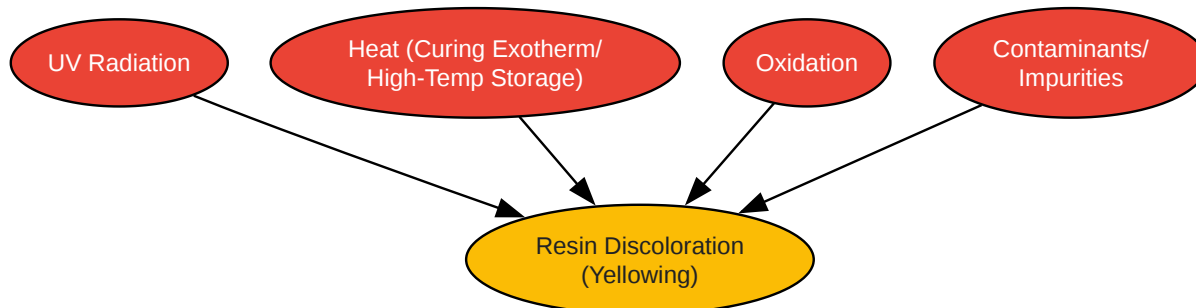 UV Radiation
Heat (Curing Exotherm/
High-Temp Storage)
Oxidation
Contaminants/
Impurities
Resin Discoloration
(Yellowing)